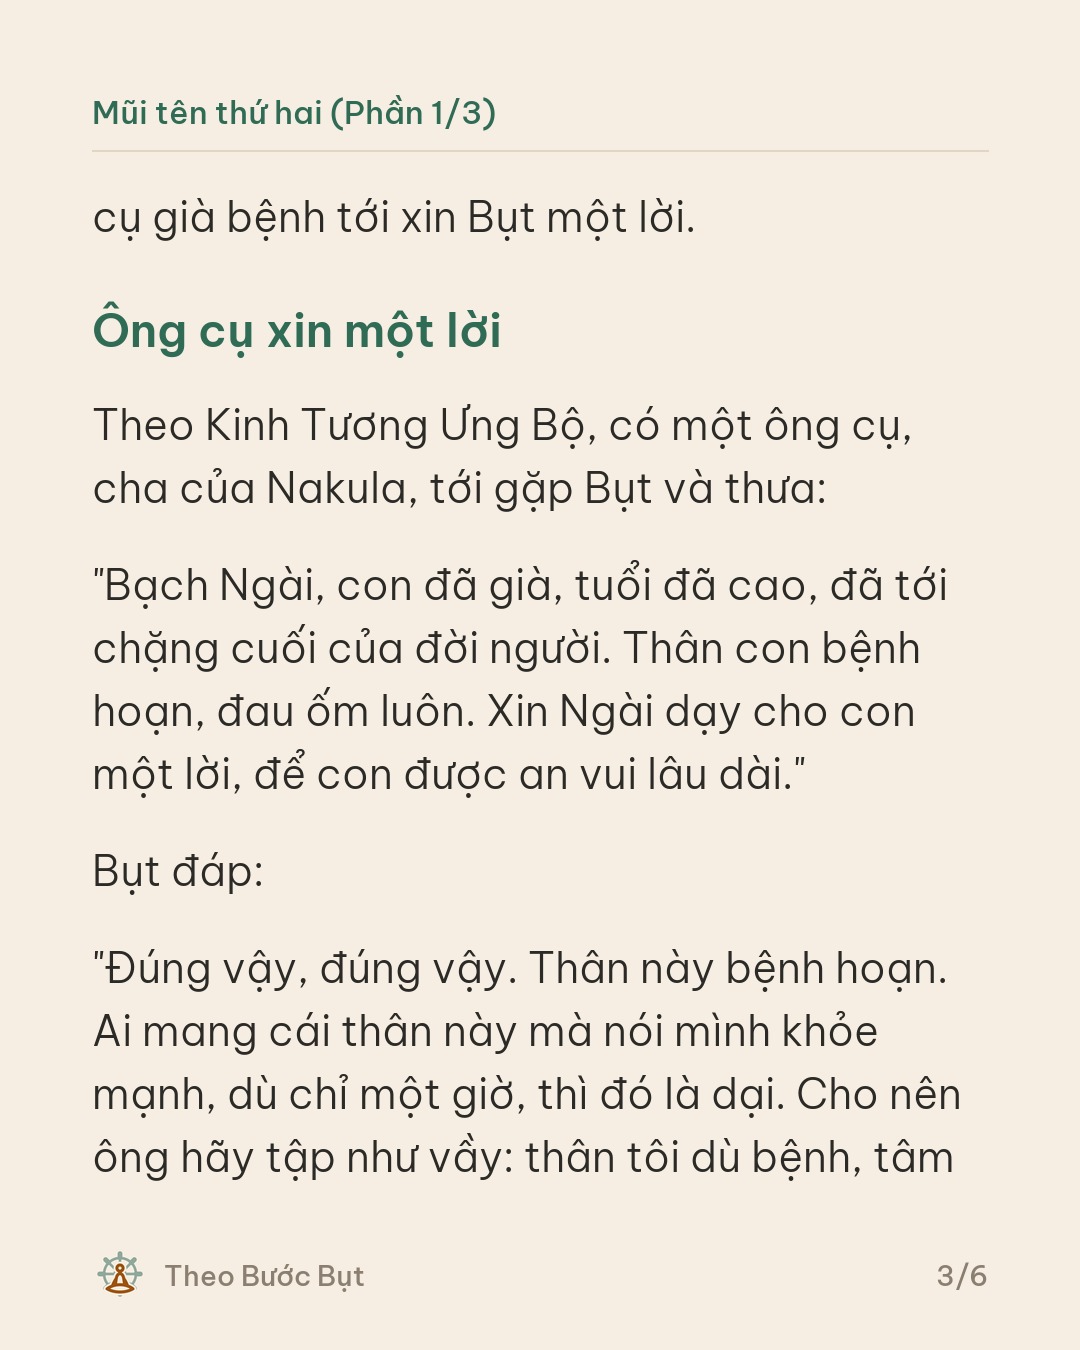 Mũi tên thứ hai (Phần 1/3)
cụ già bệnh tới xin Bụt một lời.
Ông cụ xin một lời
Theo Kinh Tương Ưng Bộ, có một ông cụ,
cha của Nakula, tới gặp Bụt và thưa:
"Bạch Ngài, con đã già, tuổi đã cao, đã tới
chặng cuối của đời người. Thân con bệnh
hoạn, đau ốm luôn. Xin Ngài dạy cho con
một lời, để con được an vui lâu dài."
Bụt đáp:
"Đúng vậy, đúng vậy. Thân này bệnh hoạn.
Ai mang cái thân này mà nói mình khỏe
mạnh, dù chỉ một giờ, thì đó là dại. Cho nên
ông hãy tập như vầy: thân tôi dù bệnh, tâm
Theo Bước Bụt
3/6